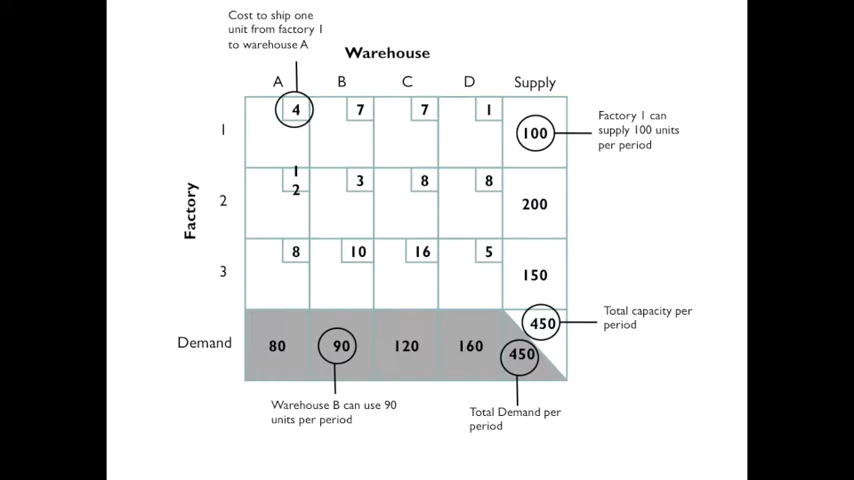 Cost to ship one
unit from factory 1
to warehouse A
Warehouse
A B C D Supply
4 7 7 1
1 100
Factory 1 can
supply 100 units
per period
1
2 3 8 8
Factory
2 200
8 10 16 5
3 150
Total capacity per
period
450
Demand 80 90 120 160 450
Warehouse B can use 90
units per period
Total Demand per
period